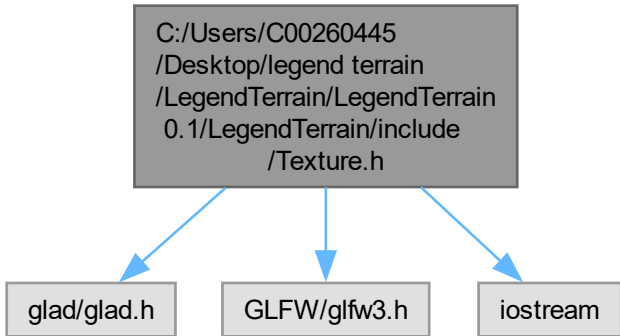 C:/Users/C00260445
/Desktop/legend terrain
/LegendTerrain/LegendTerrain
0.1/LegendTerrain/include
/Texture.h
glad/glad.h
GLFW/glfw3.h
iostream